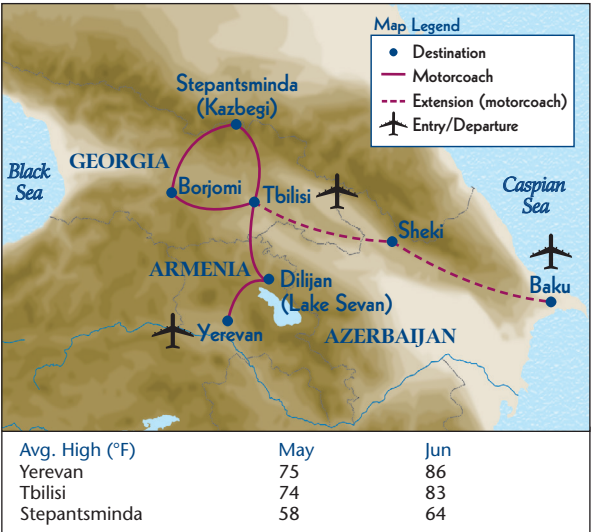 Map Legend
Destination
Motorcoach
Extension (motorcoach)
Entry/Departure
Stepantsminda
(Kazbegi)
GEORGIA
Black
Sea
Borjomi
Tbilisi
Caspian
Sea
Sheki
ARMENIA
Dilijan
(Lake Sevan)
Baku
Yerevan
AZERBAIJAN
Avg. High (°F) May Jun
Yerevan 75 86
Tbilisi 74 83
Stepantsminda 58 64